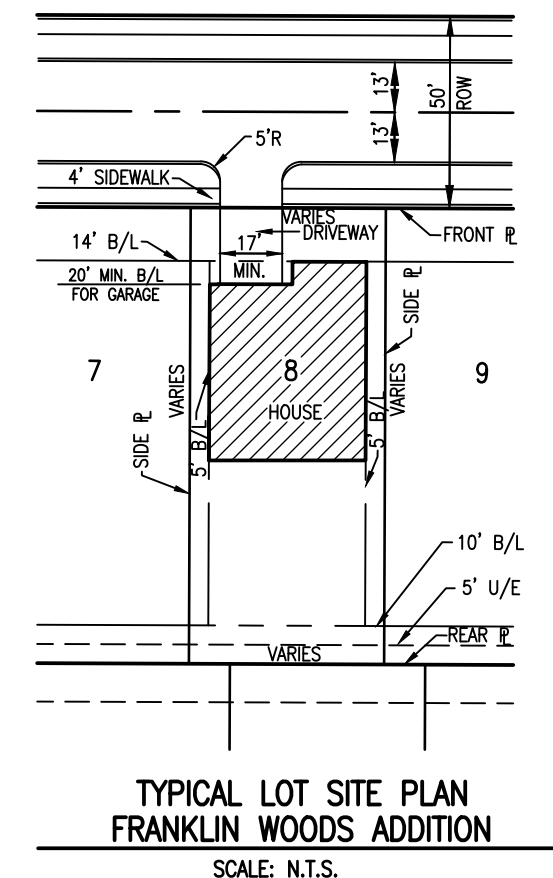 13'
50'
ROW
5'R
13'
4' SIDEWALK
VARIES
DRIVEWAY
14' B/L
17'
MIN.
FRONT ⅊
20' MIN. B/L
FOR GARAGE
SIDE ⅊
7
8
9
VARIES
VARIES
HOUSE
5' B/L
5' B/L
SIDE ⅊
10' B/L
5' U/E
REAR ⅊
VARIES
TYPICAL LOT SITE PLAN
FRANKLIN WOODS ADDITION
SCALE: N.T.S.